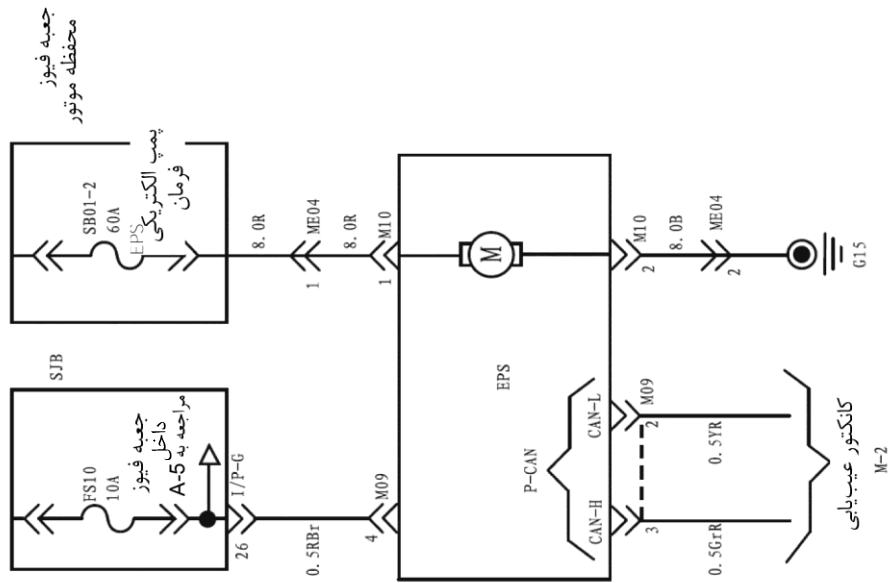 جعبه فیوز
محفظه موتور
SB01-2
60A
EPS
پمپ الکتریکی
فرمان
8.0R
1
ME04
8.0R
1
M10
M
M10
2
8.0B
ME04
2
G15
SJB
FS10
10A
جعبه فیوز
داخل
مراجعه به A-5
I/P-G
26
0.5RBr
M09
4
EPS
P-CAN
CAN-L
CAN-H
M09
2
3
0.5YR
0.5GrR
کانکتور عیب‌یابی
M-2